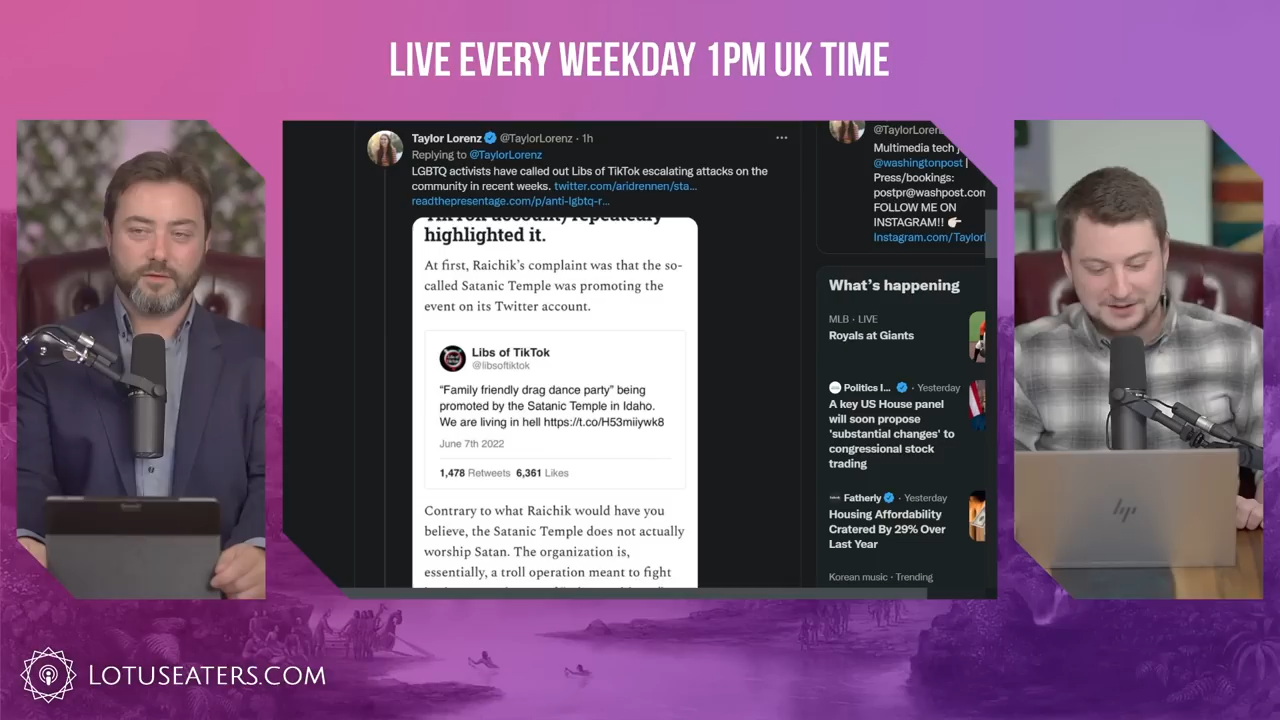 LIVE EVERY WEEKDAY 1PM UK TIME
Taylor Lorenz @TaylorLorenz · 1h
Replying to @TaylorLorenz
LGBTQ activists have called out Libs of TikTok escalating attacks on the
community in recent weeks. twitter.com/aridrennen/sta...
readthepresentage.com/p/anti-lgbtq-r...
TikTok account) repeatedly
highlighted it.
At first, Raichik's complaint was that the so-
called Satanic Temple was promoting the
event on its Twitter account.
Libs of TikTok
@libsoftiktok
“Family friendly drag dance party” being
promoted by the Satanic Temple in Idaho.
We are living in hell https://t.co/H53miiywk8
June 7th 2022
1,478 Retweets 6,361 Likes
Contrary to what Raichik would have you
believe, the Satanic Temple does not actually
worship Satan. The organization is,
essentially, a troll operation meant to fight
@TaylorLoren
Multimedia tech j
@washingtonpost |
Press/bookings:
postpr@washpost.com
FOLLOW ME ON
INSTAGRAM!! 👉🏻
Instagram.com/Taylorl
What's happening
MLB · LIVE
Royals at Giants
Politics I... · Yesterday
A key US House panel
will soon propose
'substantial changes' to
congressional stock
trading
Fatherly · Yesterday
Housing Affordability
Cratered By 29% Over
Last Year
Korean music · Trending
hp
LOTUSEATERS.COM